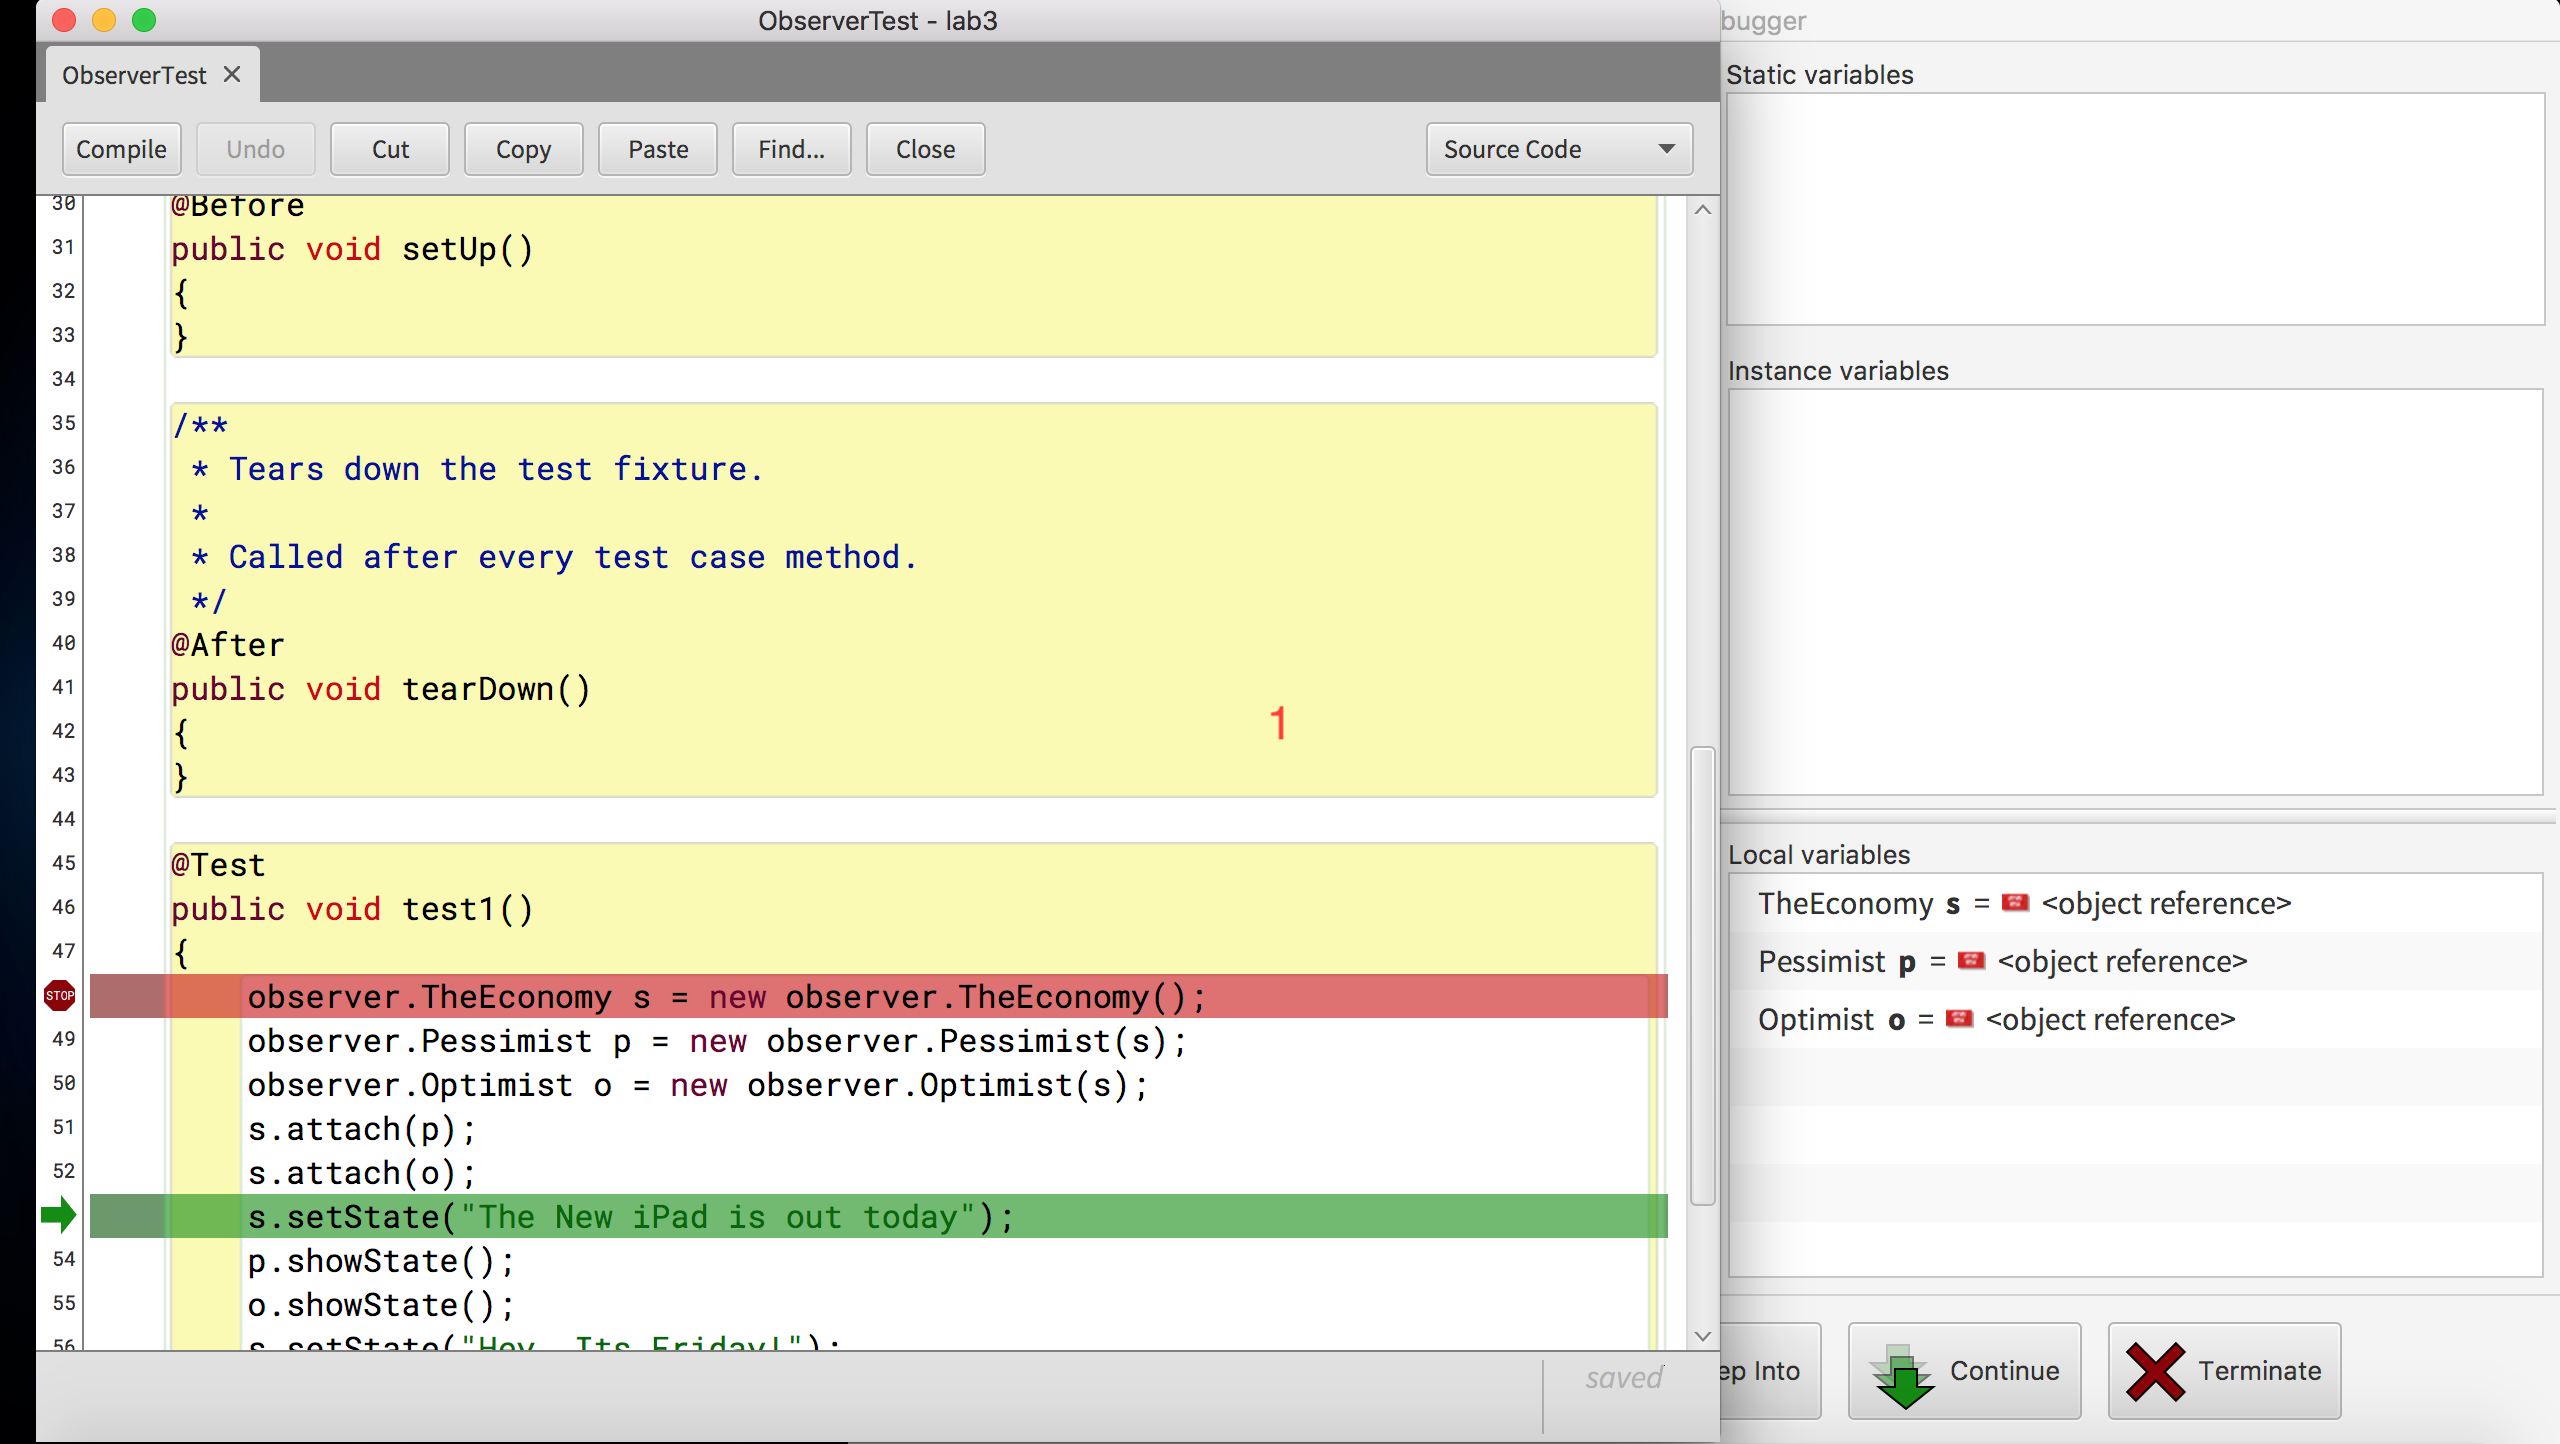 ObserverTest - lab3
bugger
ObserverTest ×
Compile Undo Cut Copy Paste Find... Close Source Code
30 @Before
31 public void setUp()
32 {
33 }
34
35 /**
36 * Tears down the test fixture.
37 *
38 * Called after every test case method.
39 */
40 @After
41 public void tearDown()
42 {
43 }
44
45 @Test
46 public void test1()
47 {
STOP observer.TheEconomy s = new observer.TheEconomy();
49 observer.Pessimist p = new observer.Pessimist(s);
50 observer.Optimist o = new observer.Optimist(s);
51 s.attach(p);
52 s.attach(o);
s.setState("The New iPad is out today");
54 p.showState();
55 o.showState();
56 s.setState("Hey, Its Friday!");
1
saved
Static variables
Instance variables
Local variables
TheEconomy s = <object reference>
Pessimist p = <object reference>
Optimist o = <object reference>
ep Into Continue Terminate